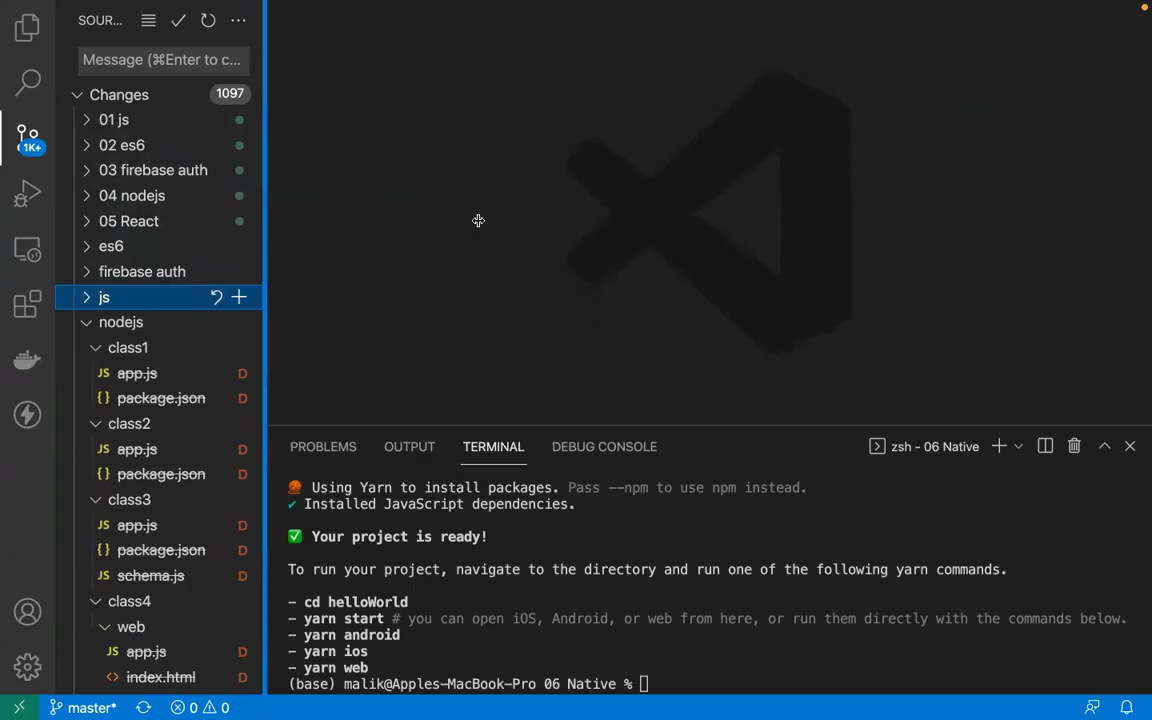 SOUR...
Message (⌘Enter to c...
Changes 1097
01 js
1K+
02 es6
03 firebase auth
04 nodejs
05 React
es6
firebase auth
js
nodejs
class1
JS app.js D
{} package.json D
class2
JS app.js D
{} package.json D
class3
JS app.js D
{} package.json D
JS schema.js D
class4
web
JS app.js D
<> index.html D
PROBLEMS OUTPUT TERMINAL DEBUG CONSOLE zsh - 06 Native
Using Yarn to install packages. Pass --npm to use npm instead.
✔ Installed JavaScript dependencies.
✅ Your project is ready!
To run your project, navigate to the directory and run one of the following yarn commands.
- cd helloWorld
- yarn start # you can open iOS, Android, or web from here, or run them directly with the commands below.
- yarn android
- yarn ios
- yarn web
(base) malik@Apples-MacBook-Pro 06 Native %
master* 0 0